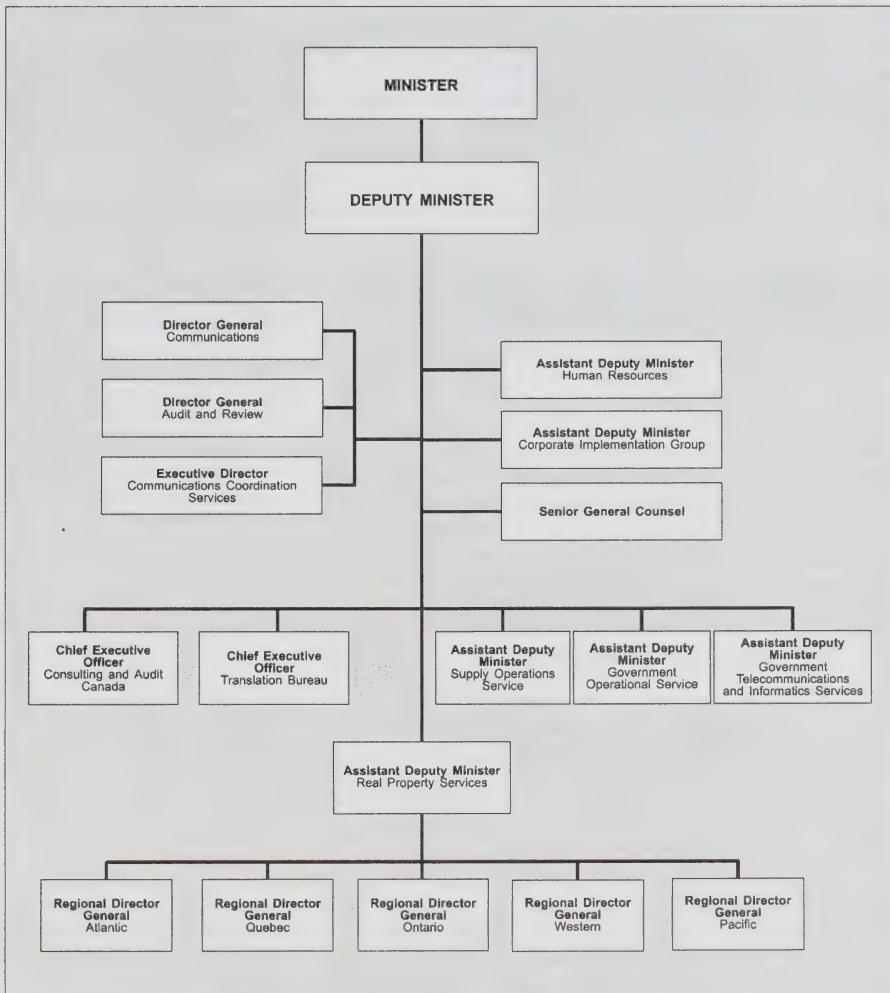 MINISTER
DEPUTY MINISTER
Director General
Communications
Director General
Audit and Review
Executive Director
Communications Coordination
Services
Assistant Deputy Minister
Human Resources
Assistant Deputy Minister
Corporate Implementation Group
Senior General Counsel
Chief Executive
Officer
Consulting and Audit
Canada
Chief Executive
Officer
Translation Bureau
Assistant Deputy
Minister
Supply Operations
Service
Assistant Deputy
Minister
Government
Operational Service
Assistant Deputy
Minister
Government
Telecommunications
and Informatics Services
Assistant Deputy Minister
Real Property Services
Regional Director
General
Atlantic
Regional Director
General
Quebec
Regional Director
General
Ontario
Regional Director
General
Western
Regional Director
General
Pacific